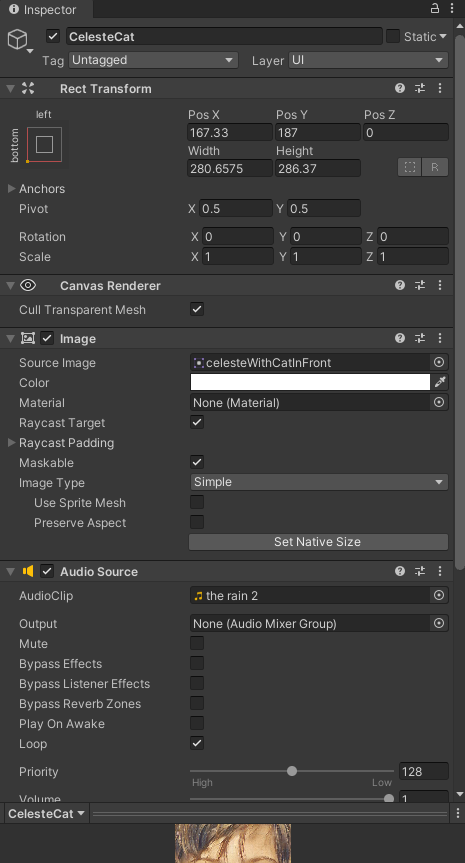 Inspector
CelesteCat
Static
Tag Untagged Layer UI
Rect Transform
left
bottom
Pos X Pos Y Pos Z
167.33 187 0
Width Height
280.6575 286.37
R
Anchors
Pivot X 0.5 Y 0.5
Rotation X 0 Y 0 Z 0
Scale X 1 Y 1 Z 1
Canvas Renderer
Cull Transparent Mesh
Image
Source Image celesteWithCatInFront
Color
Material None (Material)
Raycast Target
Raycast Padding
Maskable
Image Type Simple
Use Sprite Mesh
Preserve Aspect
Set Native Size
Audio Source
AudioClip the rain 2
Output None (Audio Mixer Group)
Mute
Bypass Effects
Bypass Listener Effects
Bypass Reverb Zones
Play On Awake
Loop
Priority 128
High Low
Volume 1
CelesteCat